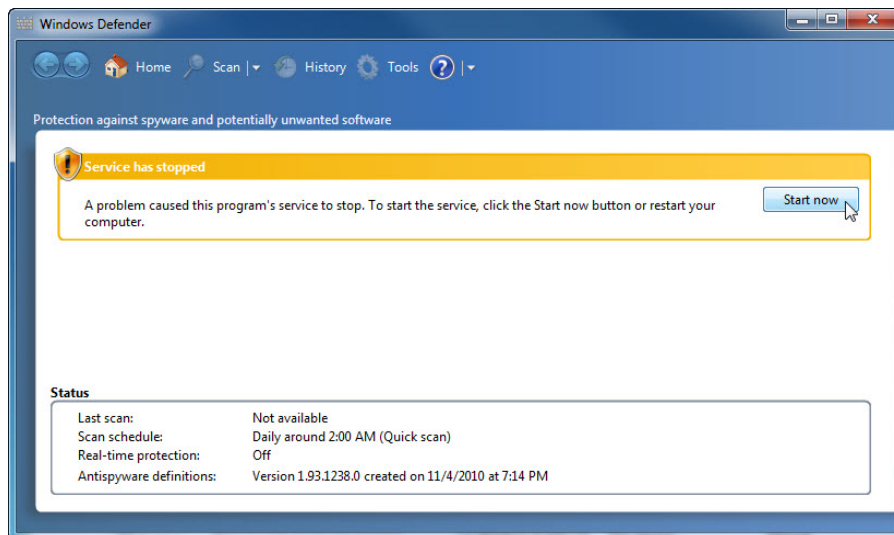 Windows Defender
Home Scan History Tools ?
Protection against spyware and potentially unwanted software
Service has stopped
A problem caused this program's service to stop. To start the service, click the Start now button or restart your
computer.
Start now
Status
Last scan: Not available
Scan schedule: Daily around 2:00 AM (Quick scan)
Real-time protection: Off
Antispyware definitions: Version 1.93.1238.0 created on 11/4/2010 at 7:14 PM